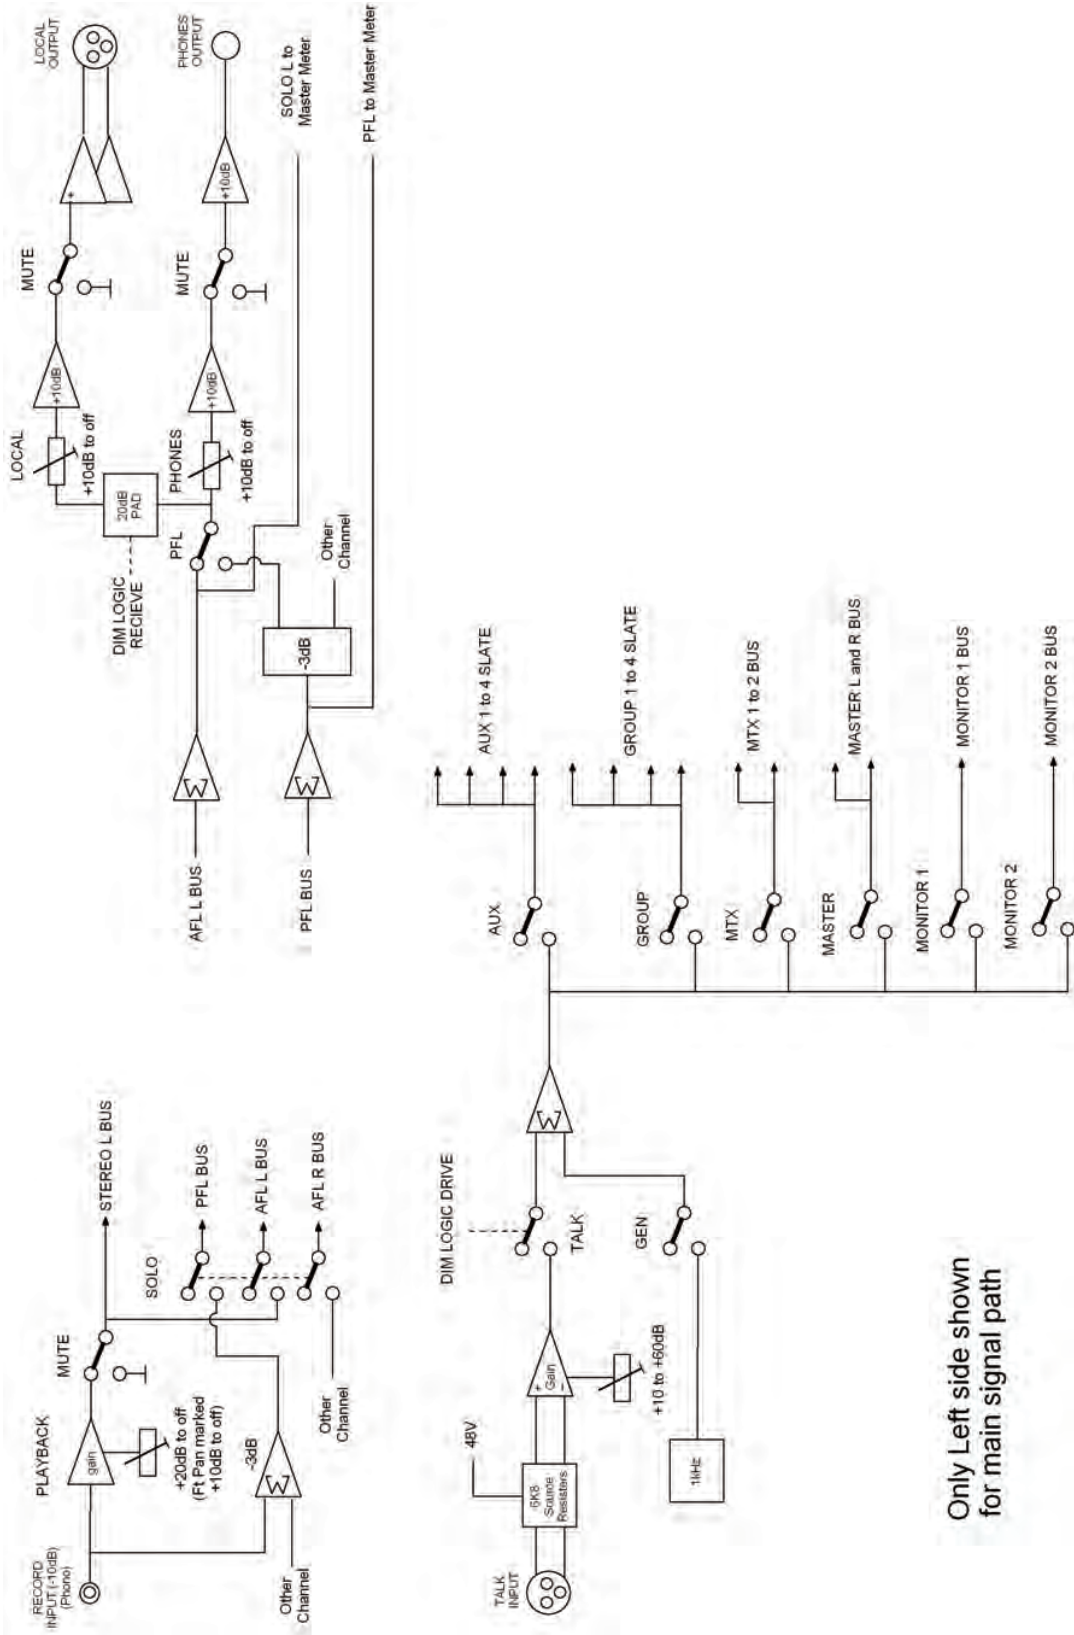 RECORD
INPUT (-10dB)
(Phono)
PLAYBACK
gain
MUTE
STEREO L BUS
+20dB to off
(Ft Pan marked
+10dB to off)
-3dB
Σ
Other
Channel
Other
Channel
SOLO
PFL BUS
AFL L BUS
AFL R BUS
LOCAL
+10dB to off
+10dB
MUTE
+
LOCAL
OUTPUT
20dB
PAD
DIM LOGIC
RECIEVE
PFL
PHONES
+10dB to off
+10dB
MUTE
+10dB
PHONES
OUTPUT
SOLO L to
Master Meter
PFL to Master Meter
AFL L BUS
Σ
PFL BUS
Σ
-3dB
Other
Channel
TALK
INPUT
48V
6K8
Source
Resisters
+
Gain
-
+10 to +60dB
DIM LOGIC DRIVE
TALK
GEN
1kHz
Σ
AUX
AUX 1 to 4 SLATE
GROUP
GROUP 1 to 4 SLATE
MTX
MTX 1 to 2 BUS
MASTER
MASTER L and R BUS
MONITOR 1
MONITOR 1 BUS
MONITOR 2
MONITOR 2 BUS
Only Left side shown
for main signal path